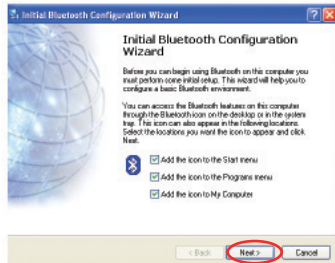 Initial Bluetooth Configuration Wizard
Initial Bluetooth Configuration
Wizard
Before you can begin using Bluetooth on this computer you
must perform some initial setup. This wizard will help you to
configure a basic Bluetooth environment.
You can access the Bluetooth features on this computer
through the Bluetooth icon on the desktop or in the system
tray. This icon can also appear in the following locations.
Select the locations you want the icon to appear and click
Next.
Add the icon to the Start menu
Add the icon to the Programs menu
Add the icon to My Computer
< Back
Next >
Cancel